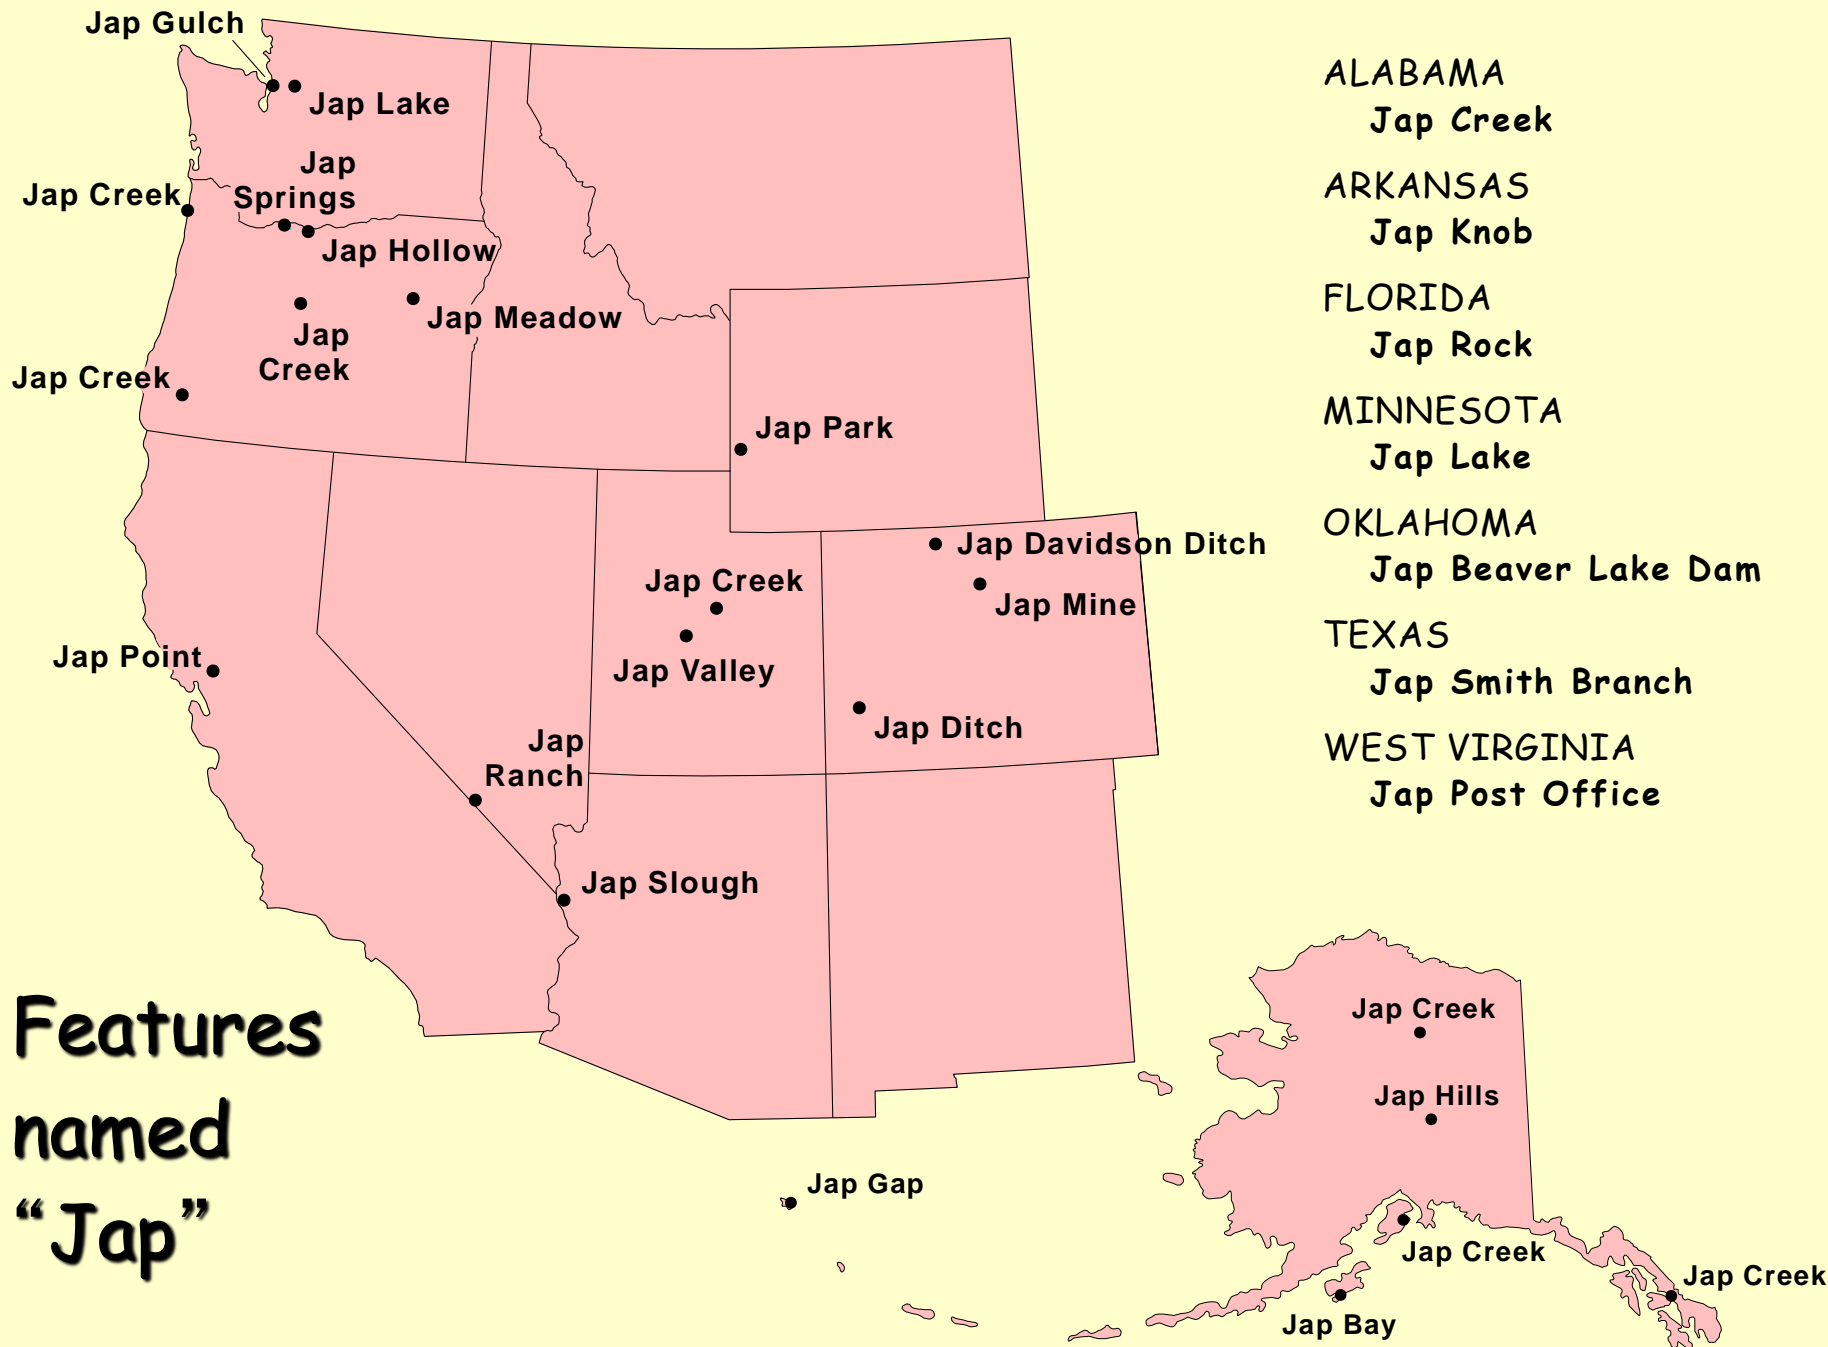 Jap Gulch
Jap Lake
Jap
Springs
Jap Creek
Jap Hollow
Jap Meadow
Jap
Creek
Jap Creek
Jap Park
Jap Davidson Ditch
Jap Creek
Jap Mine
Jap Point
Jap Valley
Jap Ditch
Jap
Ranch
Jap Slough
Features
named
“Jap”
Jap Gap
Jap Creek
Jap Hills
Jap Creek
Jap Creek
Jap Bay
ALABAMA
Jap Creek
ARKANSAS
Jap Knob
FLORIDA
Jap Rock
MINNESOTA
Jap Lake
OKLAHOMA
Jap Beaver Lake Dam
TEXAS
Jap Smith Branch
WEST VIRGINIA
Jap Post Office